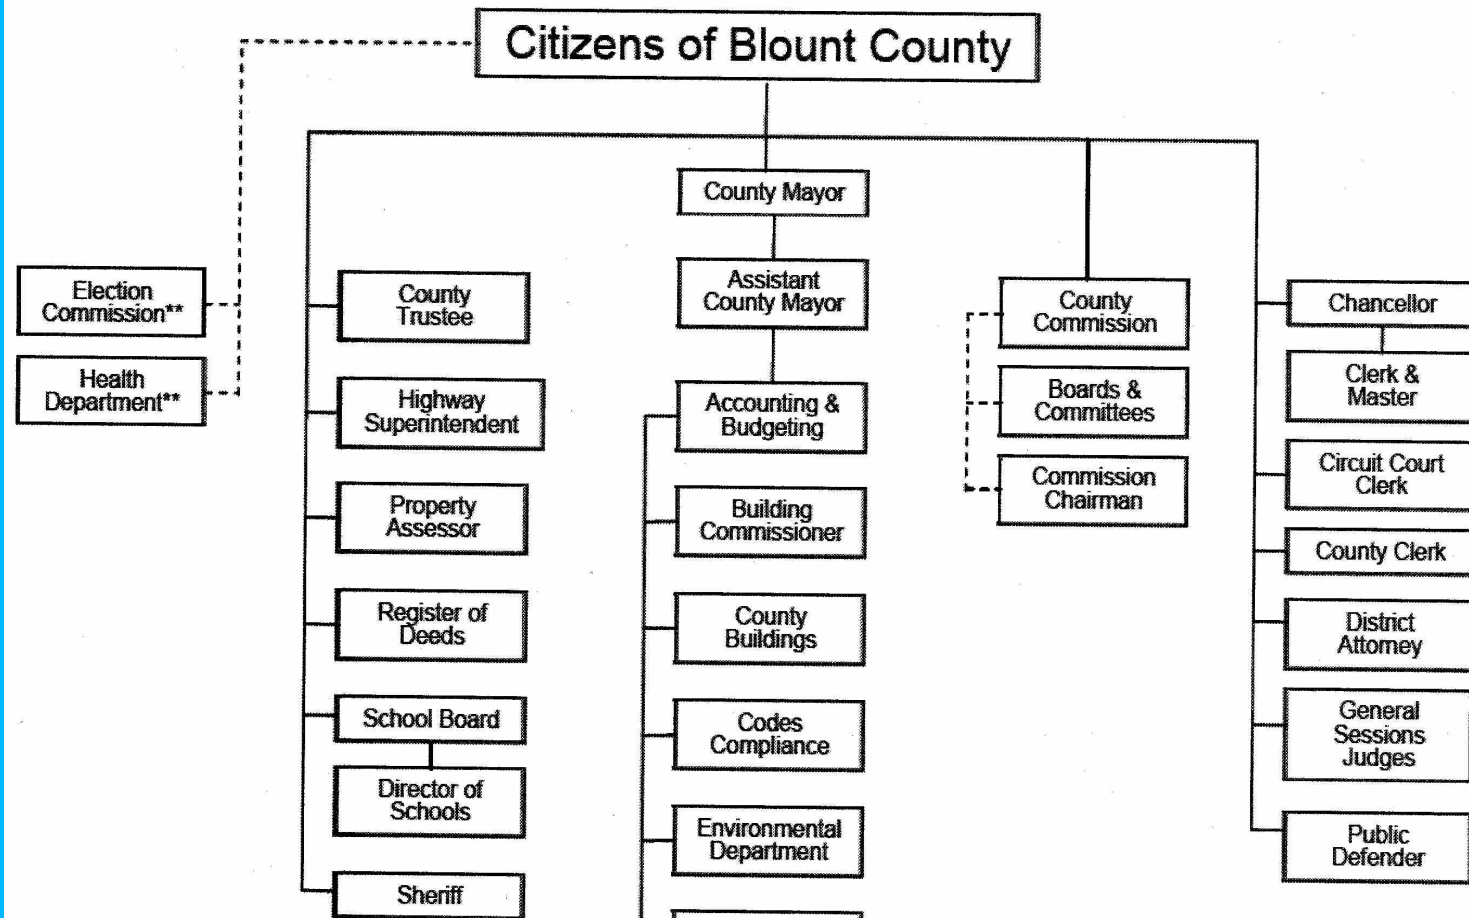 Citizens of Blount County
County Mayor
Assistant
County Mayor
Election
Commission**
Health
Department**
County
Trustee
Highway
Superintendent
Property
Assessor
Register of
Deeds
School Board
Director of
Schools
Sheriff
Accounting &
Budgeting
Building
Commissioner
County
Buildings
Codes
Compliance
Environmental
Department
County
Commission
Boards &
Committees
Commission
Chairman
Chancellor
Clerk &
Master
Circuit Court
Clerk
County Clerk
District
Attorney
General
Sessions
Judges
Public
Defender